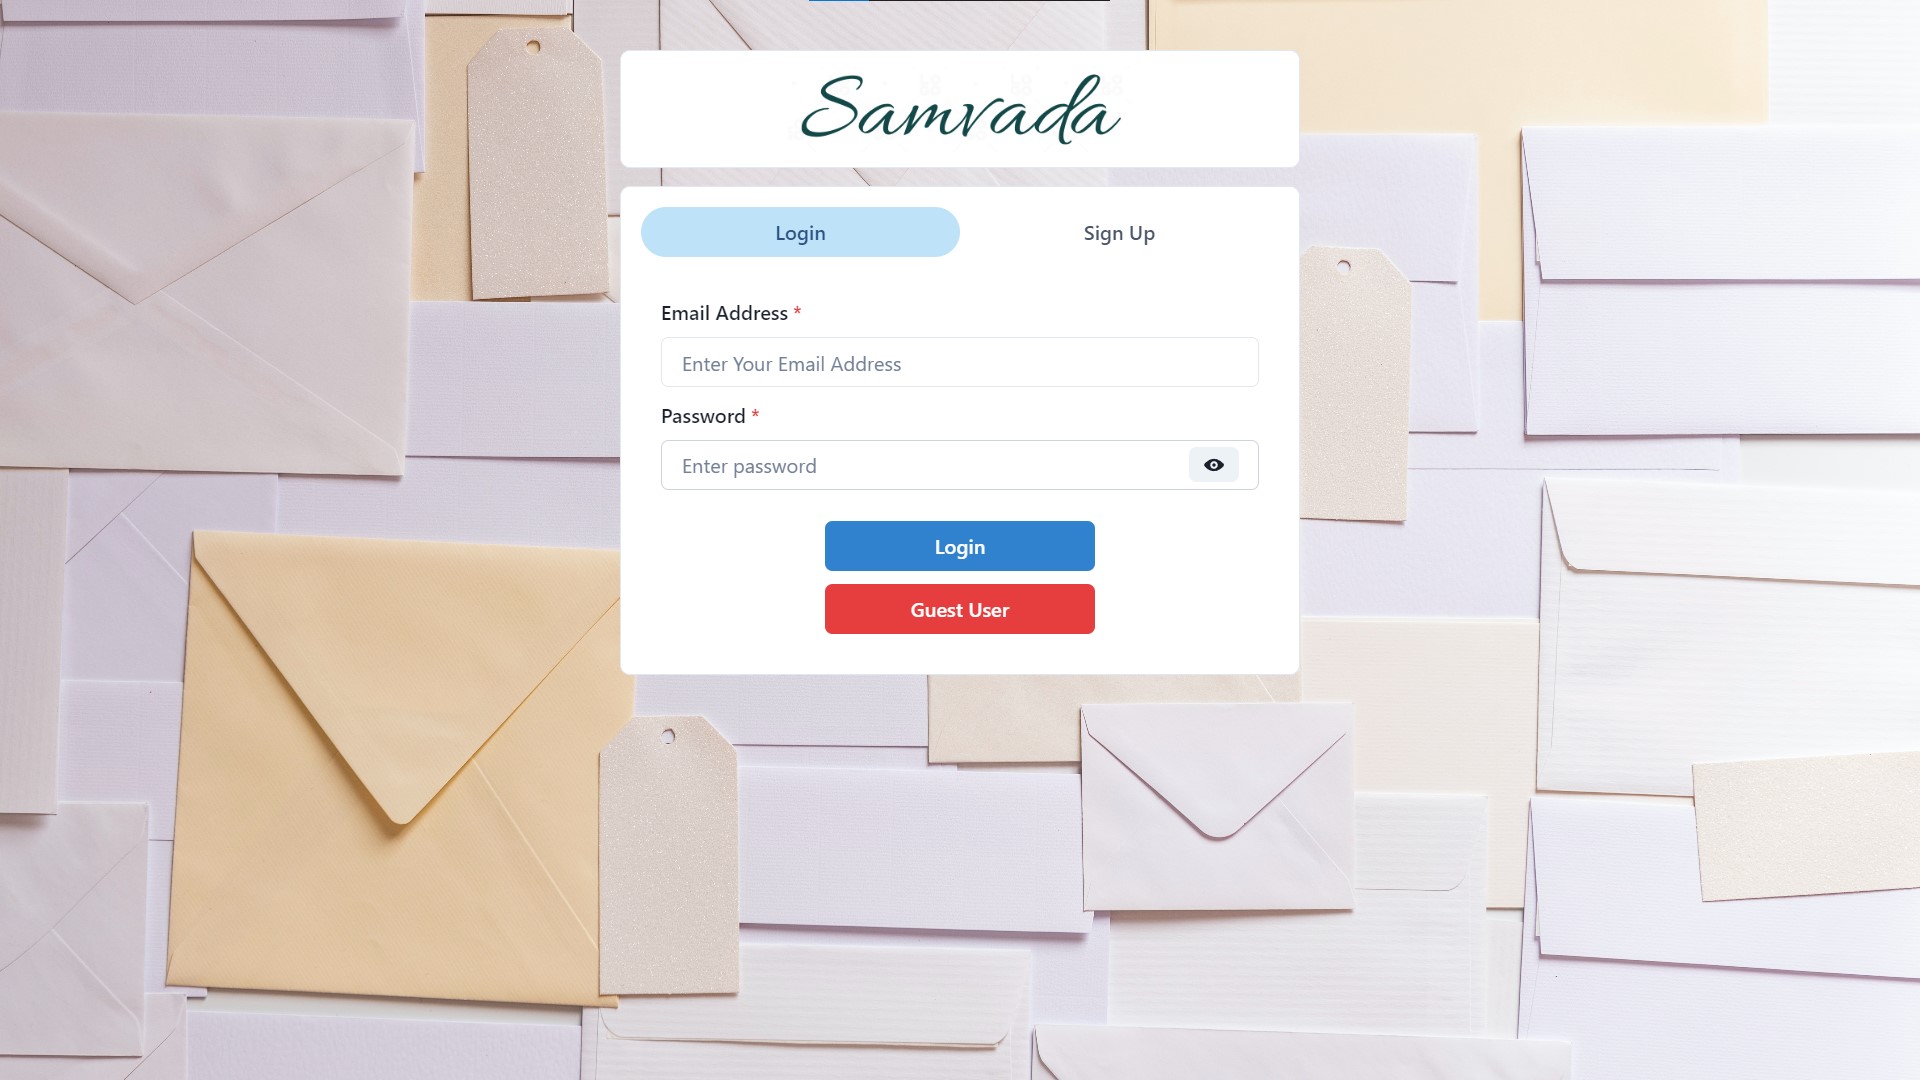 Samvada
Login
Sign Up
Email Address *
Enter Your Email Address
Password *
Enter password
Login
Guest User